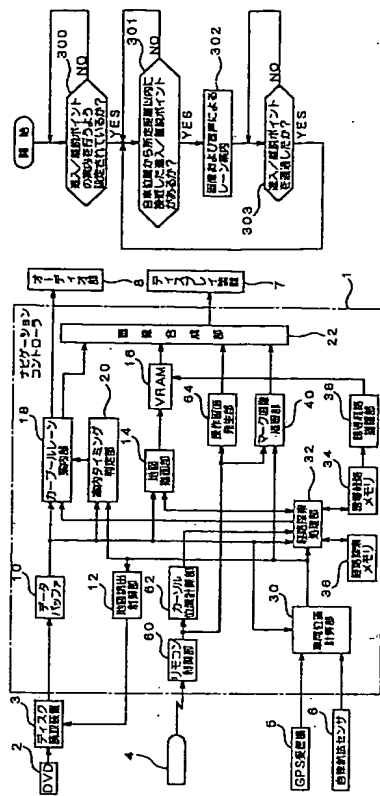 開始
300
進入/離脱ポイント
の案内を行うよう
設定されているか?
NO
YES
301
自車位置から所定距離以内に
接近した進入/離脱ポイント
があるか?
NO
YES
302
画像および音声による
レーン案内
303
進入/離脱ポイント
を通過したか?
NO
YES
ナビゲーション
コントローラ
1
DVD
2
ディスク
読取装置
3
4
GPS受信機
5
自律航法センサ
6
ディスプレイ装置
7
オーディオ部
8
データ
バッファ
10
地図読出
制御部
12
地図
描画部
14
VRAM
16
カープールレーン
案内部
18
案内タイミング
判定部
20
画像合成部
22
車両位置
計算部
30
経路探索
処理部
32
誘導経路
メモリ
34
経路探索
メモリ
36
誘導経路
描画部
38
マーク画像
発生部
40
リモコン
制御部
60
カーソル
位置計算部
62
操作画面
発生部
64